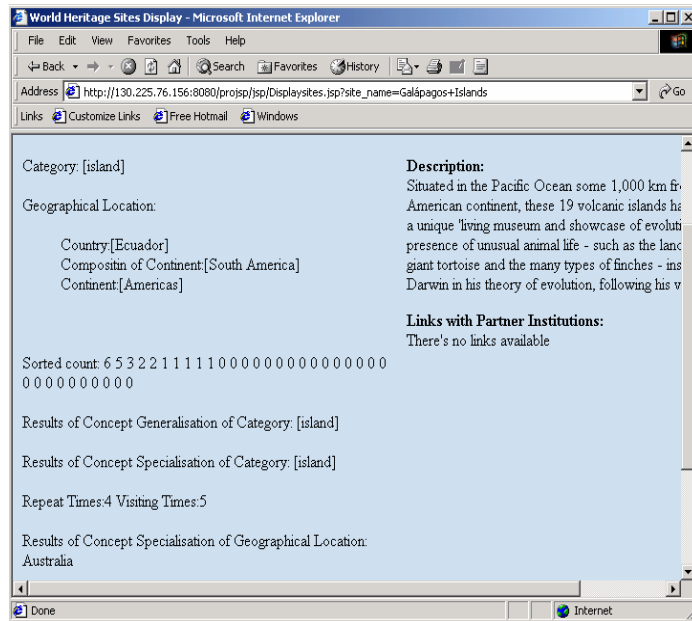 World Heritage Sites Display - Microsoft Internet Explorer
File Edit View Favorites Tools Help
Back Search Favorites History
Address http://130.225.76.156:8080/projsp/jsp/Displaysites.jsp?site_name=Galápagos+Islands Go
Links Customize Links Free Hotmail Windows
Category: [island]
Geographical Location:
Country:[Ecuador]
Compositin of Continent:[South America]
Continent:[Americas]
Sorted count: 6 5 3 2 2 1 1 1 1 1 0 0 0 0 0 0 0 0 0 0 0 0 0 0 0
0 0 0 0 0 0 0 0 0 0
Results of Concept Generalisation of Category: [island]
Results of Concept Specialisation of Category: [island]
Repeat Times:4 Visiting Times:5
Results of Concept Specialisation of Geographical Location:
Australia
Description:
Situated in the Pacific Ocean some 1,000 km
American continent, these 19 volcanic islands
a unique 'living museum and showcase of
presence of unusual animal life - such as the
giant tortoise and the many types of finches -
Darwin in his theory of evolution, following his
Links with Partner Institutions:
There's no links available
Done Internet